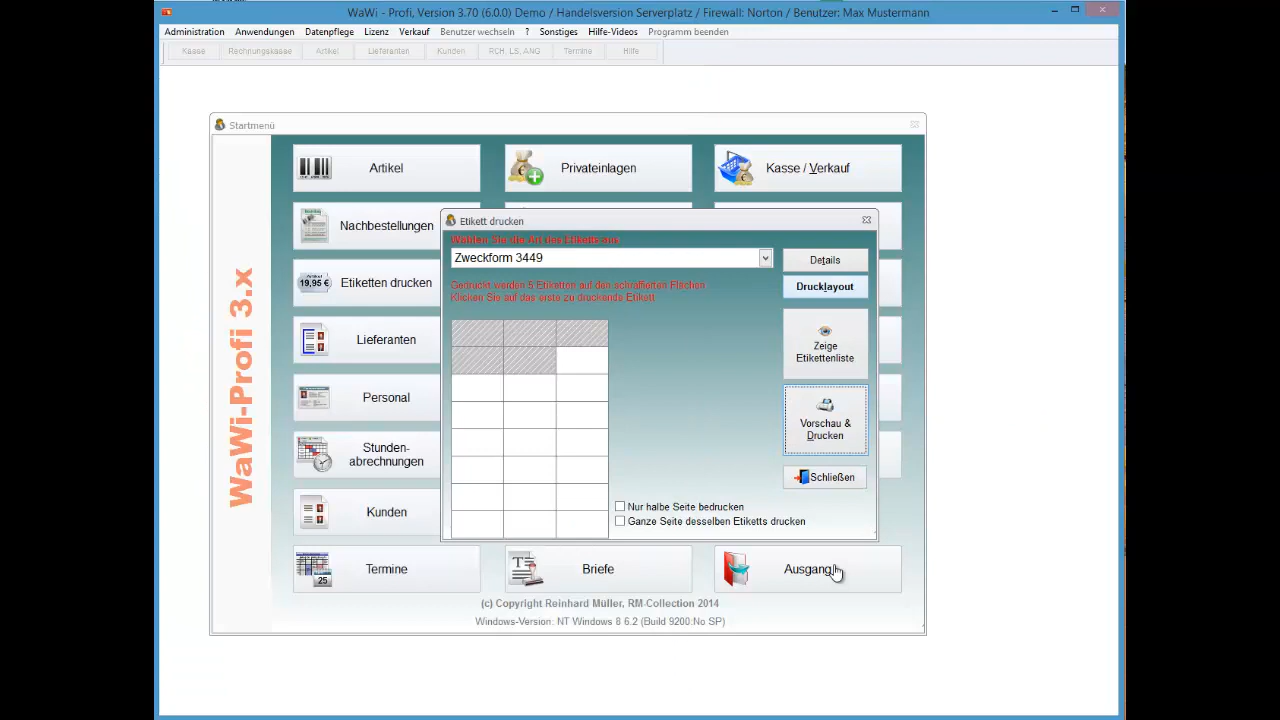 WaWi - Profi, Version 3.70 (6.0.0) Demo / Handelsversion Serverplatz / Firewall: Norton / Benutzer: Max Mustermann
Administration Anwendungen Datenpflege Lizenz Verkauf Benutzer wechseln ? Sonstiges Hilfe-Videos Programm beenden
Kasse Rechnungskasse Artikel Lieferanten Kunden RCH, LS, ANG Termine Hilfe
Startmenü
Artikel
Privateinlagen
Kasse / Verkauf
Nachbestellungen
Artikel
19,95 €
Etiketten drucken
Lieferanten
Personal
Stunden-
abrechnungen
Kunden
Termine
25
Briefe
Ausgang
WaWi-Profi 3.x
Etikett drucken
Wählen Sie die Art des Etiketts aus:
Zweckform 3449
Gedruckt werden 5 Etiketten auf den schraffierten Flächen
Klicken Sie auf das erste zu druckende Etikett
Details
Drucklayout
Zeige
Etikettenliste
Vorschau &
Drucken
Schließen
Nur halbe Seite bedrucken
Ganze Seite desselben Etiketts drucken
(c) Copyright Reinhard Müller, RM-Collection 2014
Windows-Version: NT Windows 8 6.2 (Build 9200:No SP)